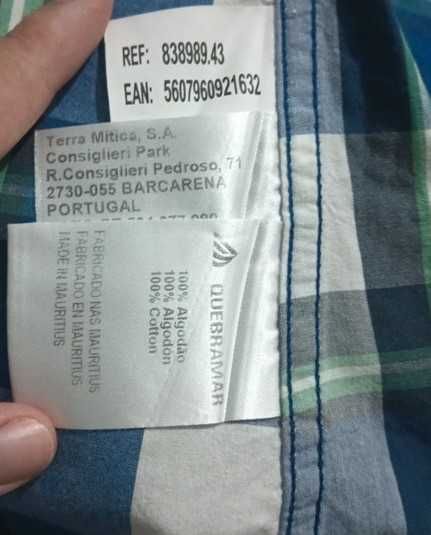 REF: 838989.43
EAN: 5607960921632
Terra Mitica, S.A.
Consiglieri Park
R.Consiglieri Pedroso, 71
2730-055 BARCARENA
PORTUGAL
QUEBRAMAR
100% Algodão
100% Algodón
100% Cotton
FABRICADO NAS MAURITIUS
FABRICADO EN MAURITIUS
MADE IN MAURITIUS